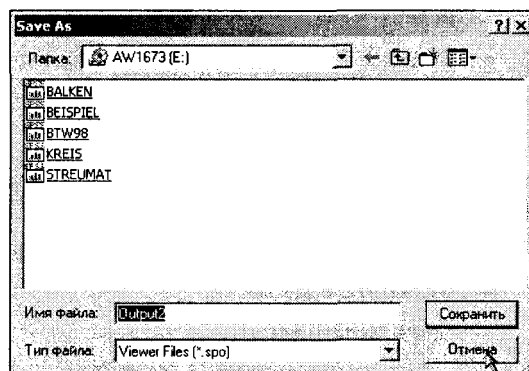 Save As
Папка: AW1673 (E:)
BALKEN
BEISPIEL
BTW98
KREIS
STREUMAT
Имя файла: Output2 Сохранить
Тип файла: Viewer Files (*.spo) Отмена